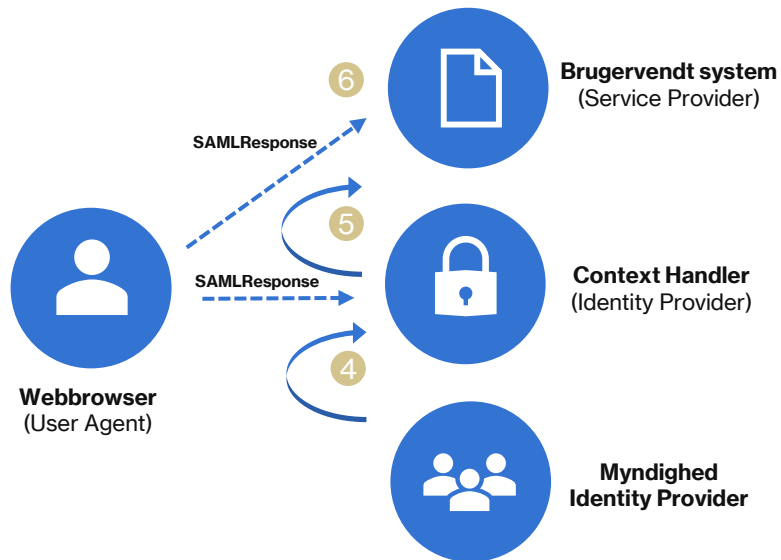 6
Brugervendt system
(Service Provider)
SAMLResponse
5
SAMLResponse
Context Handler
(Identity Provider)
4
Webbrowser
(User Agent)
Myndighed
Identity Provider